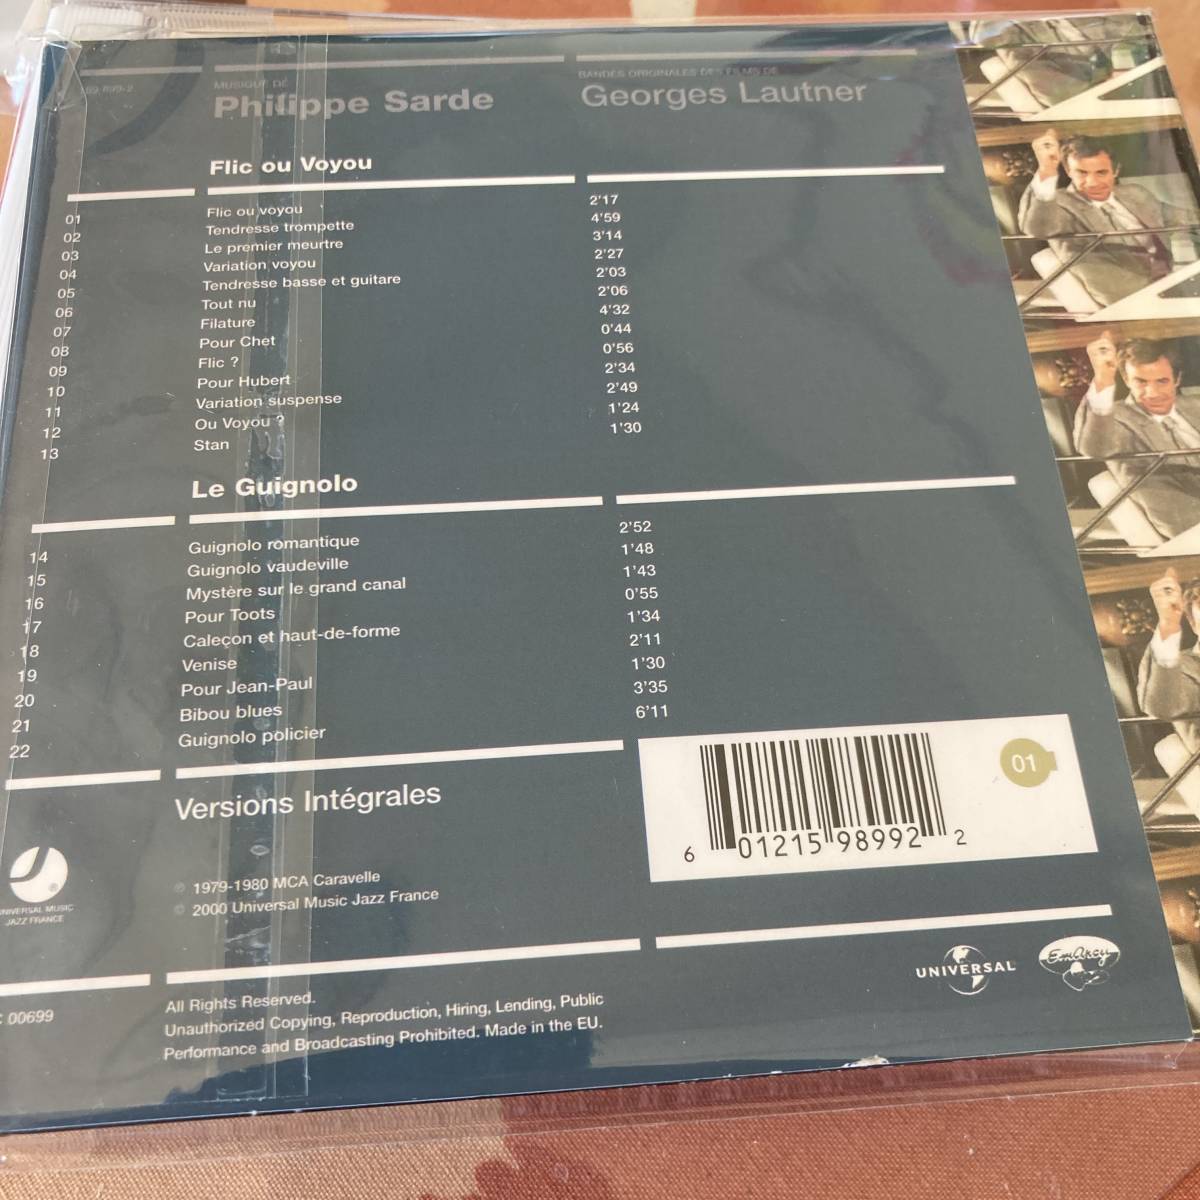 MUSIQUE DE
Philippe Sarde
BANDES ORIGINALES DES FILMS DE
Georges Lautner
Flic ou Voyou
01 Flic ou voyou 2'17
02 Tendresse trompette 4'59
03 Le premier meurtre 3'14
04 Variation voyou 2'27
05 Tendresse basse et guitare 2'03
06 Tout nu 2'06
07 Filature 4'32
08 Pour Chet 0'44
09 Flic ? 0'56
10 Pour Hubert 2'34
11 Variation suspense 2'49
12 Ou Voyou ? 1'24
13 Stan 1'30
Le Guignolo
14 Guignolo romantique 2'52
15 Guignolo vaudeville 1'48
16 Mystère sur le grand canal 1'43
17 Pour Toots 0'55
18 Caleçon et haut-de-forme 1'34
19 Venise 2'11
20 Pour Jean-Paul 1'30
21 Bibou blues 3'35
22 Guignolo policier 6'11
Versions Intégrales
01
6 01215 98992 2
UNIVERSAL MUSIC
JAZZ FRANCE
℗ 1979-1980 MCA Caravelle
© 2000 Universal Music Jazz France
UNIVERSAL
EmArcy
00699
All Rights Reserved.
Unauthorized Copying, Reproduction, Hiring, Lending, Public
Performance and Broadcasting Prohibited. Made in the EU.